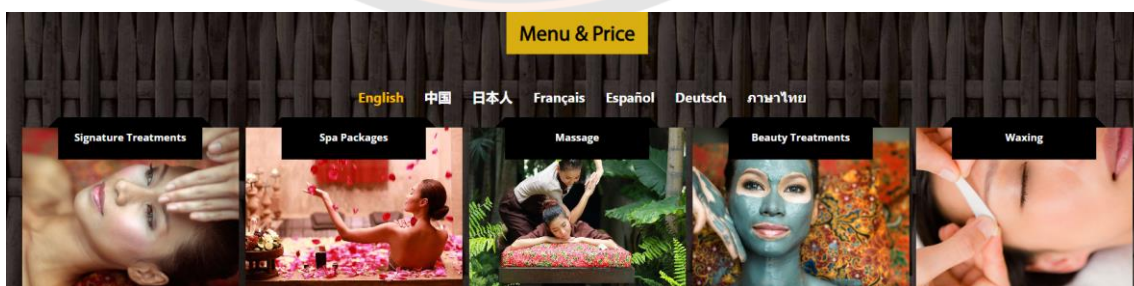 Menu & Price
English 中国 日本人 Français Español Deutsch ภาษาไทย
Signature Treatments Spa Packages Massage Beauty Treatments Waxing